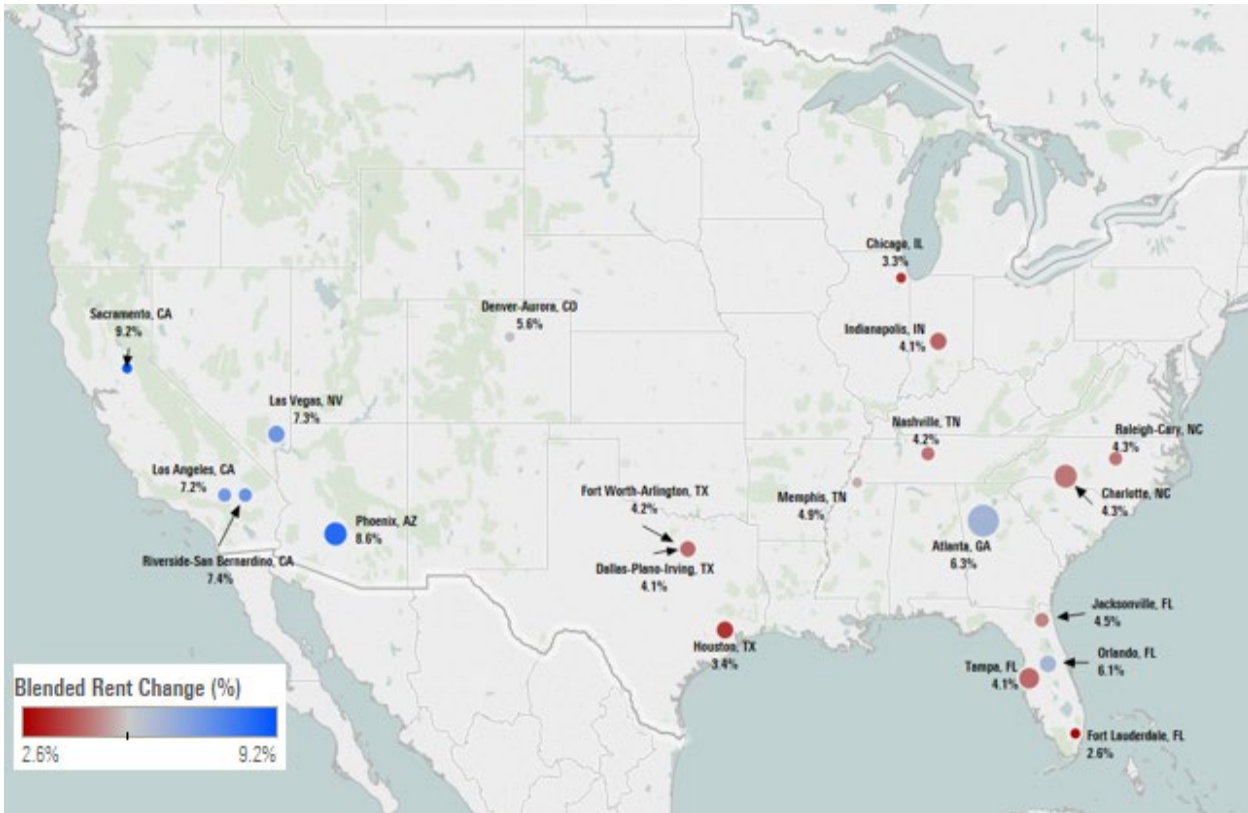 Chicago, IL
3.3%
Sacramento, CA
9.2%
Denver-Aurora, CO
5.6%
Indianapolis, IN
4.1%
Las Vegas, NV
7.3%
Nashville, TN
4.2%
Raleigh-Cary, NC
4.3%
Los Angeles, CA
7.2%
Fort Worth-Arlington, TX
4.2%
Memphis, TN
4.9%
Charlotte, NC
4.3%
Phoenix, AZ
8.6%
Riverside-San Bernardino, CA
7.4%
Dallas-Plano-Irving, TX
4.1%
Atlanta, GA
6.3%
Jacksonville, FL
4.5%
Houston, TX
3.4%
Orlando, FL
6.1%
Tampa, FL
4.1%
Fort Lauderdale, FL
2.6%
Blended Rent Change (%)
2.6%
9.2%